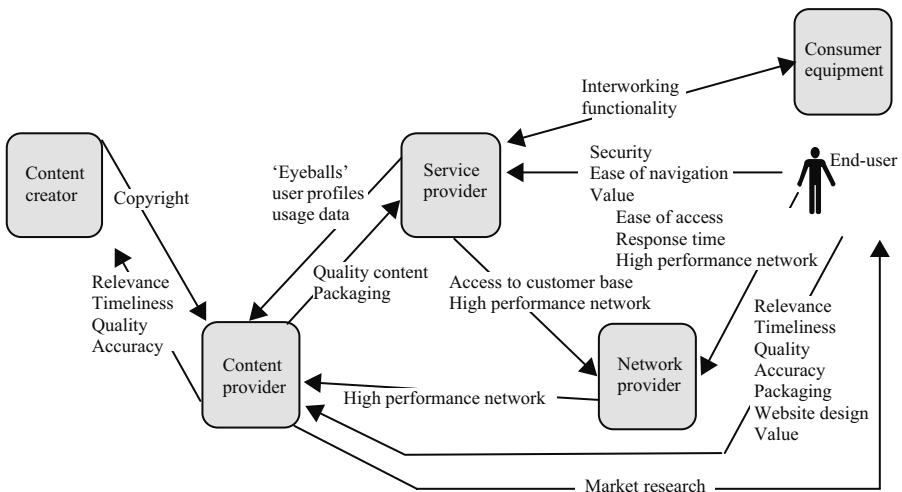 Consumer
equipment
Interworking
functionality
Content
creator
Copyright
'Eyeballs'
user profiles
usage data
Service
provider
Security
Ease of navigation
Value
End-user
Ease of access
Response time
High performance network
Relevance
Timeliness
Quality
Accuracy
Quality content
Packaging
Access to customer base
High performance network
Relevance
Timeliness
Quality
Accuracy
Packaging
Website design
Value
Content
provider
Network
provider
High performance network
Market research